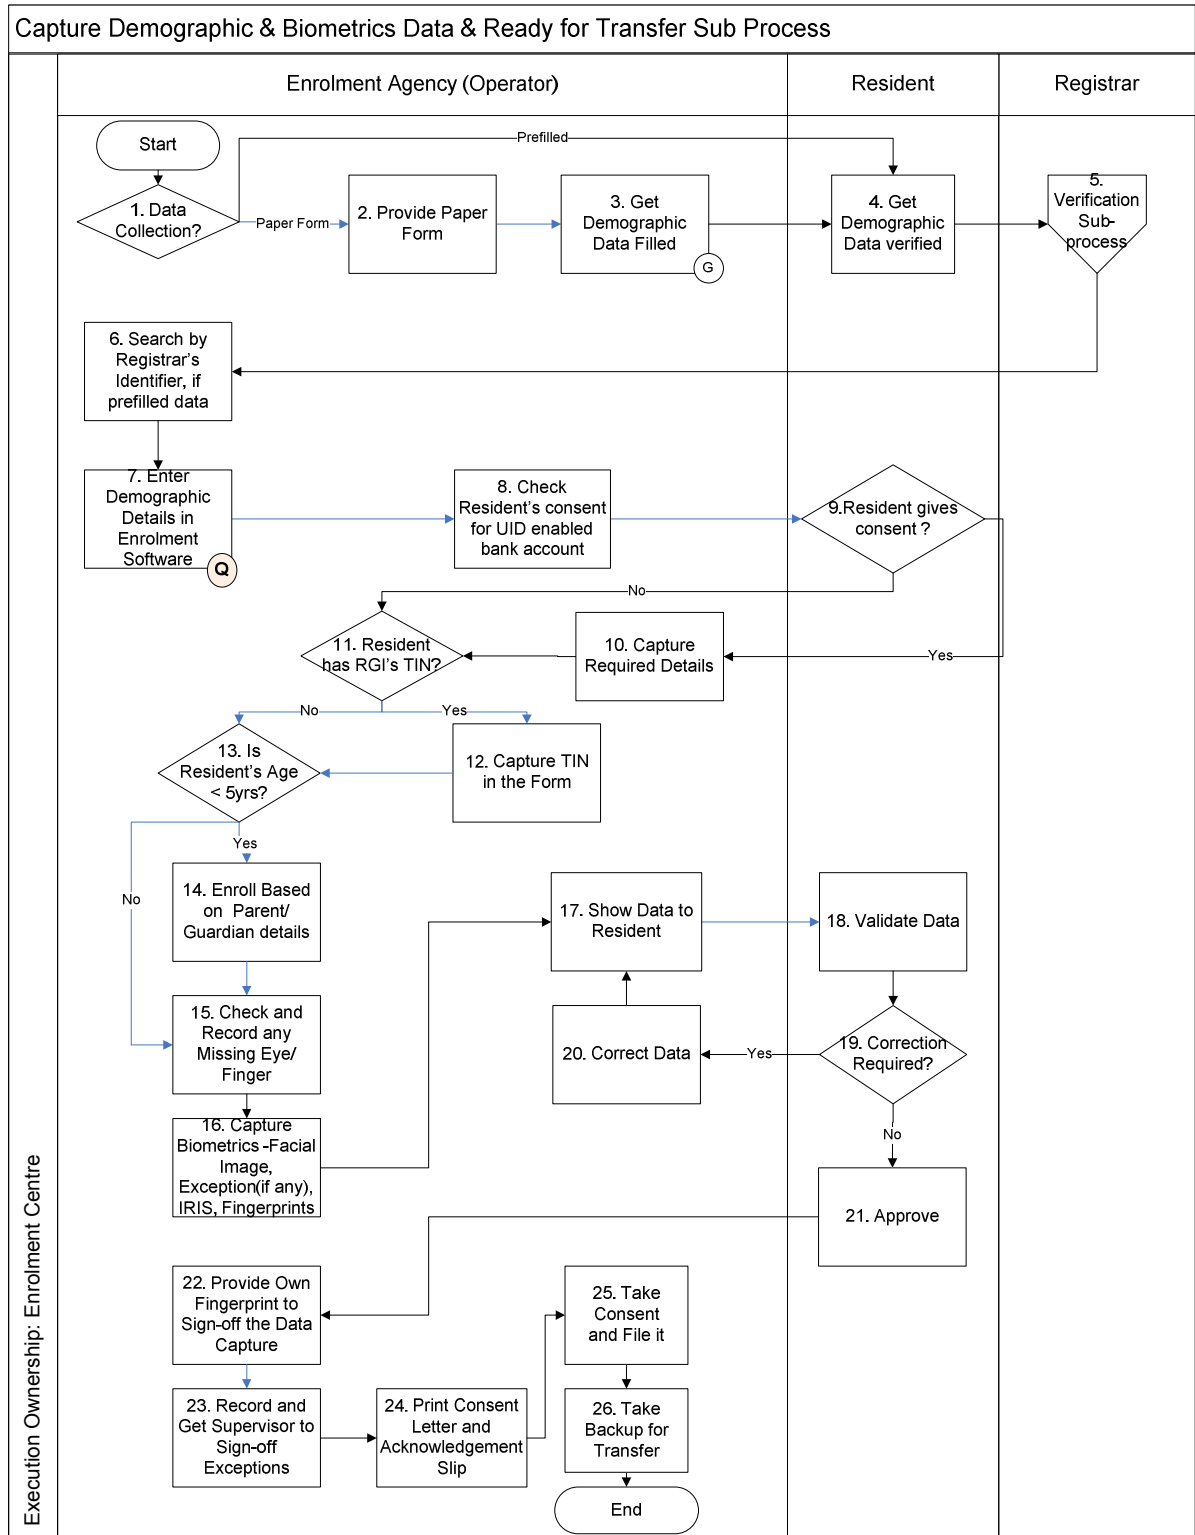 Capture Demographic & Biometrics Data & Ready for Transfer Sub Process
Enrolment Agency (Operator)
Resident
Registrar
Execution Ownership: Enrolment Centre
Start
Prefilled
1. Data
Collection?
Paper Form
2. Provide Paper
Form
3. Get
Demographic
Data Filled
G
4. Get
Demographic
Data verified
5.
Verification
Sub-
process
6. Search by
Registrar's
Identifier, if
prefilled data
7. Enter
Demographic
Details in
Enrolment
Software
Q
8. Check
Resident's consent
for UID enabled
bank account
9.Resident gives
consent ?
No
Yes
10. Capture
Required Details
11. Resident
has RGI's TIN?
No
Yes
12. Capture TIN
in the Form
13. Is
Resident's Age
< 5yrs?
Yes
No
14. Enroll Based
on Parent/
Guardian details
15. Check and
Record any
Missing Eye/
Finger
16. Capture
Biometrics -Facial
Image,
Exception(if any),
IRIS, Fingerprints
17. Show Data to
Resident
18. Validate Data
19. Correction
Required?
Yes
20. Correct Data
No
21. Approve
22. Provide Own
Fingerprint to
Sign-off the Data
Capture
23. Record and
Get Supervisor to
Sign-off
Exceptions
24. Print Consent
Letter and
Acknowledgement
Slip
25. Take
Consent
and File it
26. Take
Backup for
Transfer
End